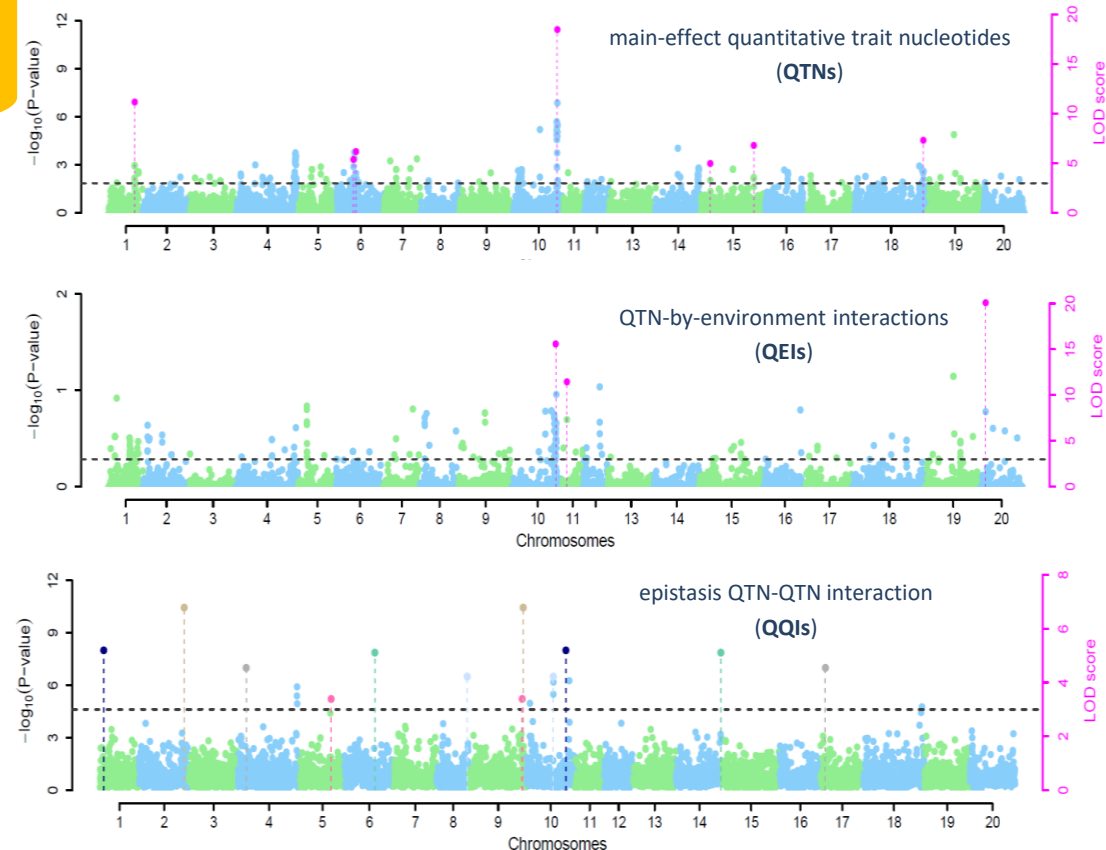 main-effect quantitative trait nucleotides
(QTNs)
−log10(P−value)
12
9
6
3
0
LOD score
20
15
10
5
0
1 2 3 4 5 6 7 8 9 10 11 13 14 15 16 17 18 19 20
QTN-by-environment interactions
(QEIs)
−log10(P−value)
2
1
0
LOD score
20
15
10
5
0
1 2 3 4 5 6 7 8 9 10 11 13 14 15 16 17 18 19 20
Chromosomes
epistasis QTN-QTN interaction
(QQIs)
−log10(P−value)
12
9
6
3
0
LOD score
8
6
4
2
0
1 2 3 4 5 6 7 8 9 10 11 12 13 14 15 16 17 18 19 20
Chromosomes